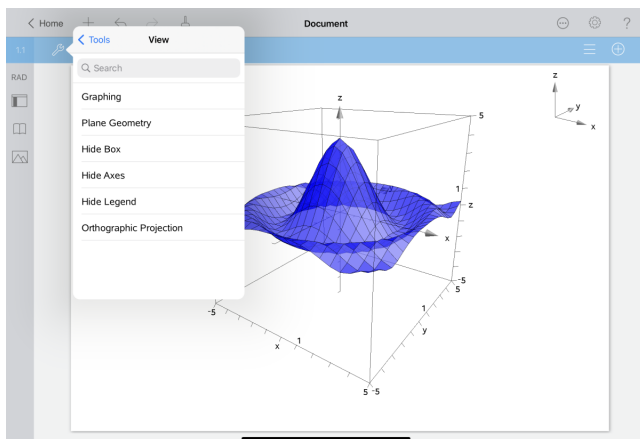 Home
Document
?
1.1
Tools
View
Search
RAD
Graphing
Plane Geometry
Hide Box
Hide Axes
Hide Legend
Orthographic Projection
z
y
x
z
5
1
z
x
-5
5
-5
1
x
1
y
5 -5